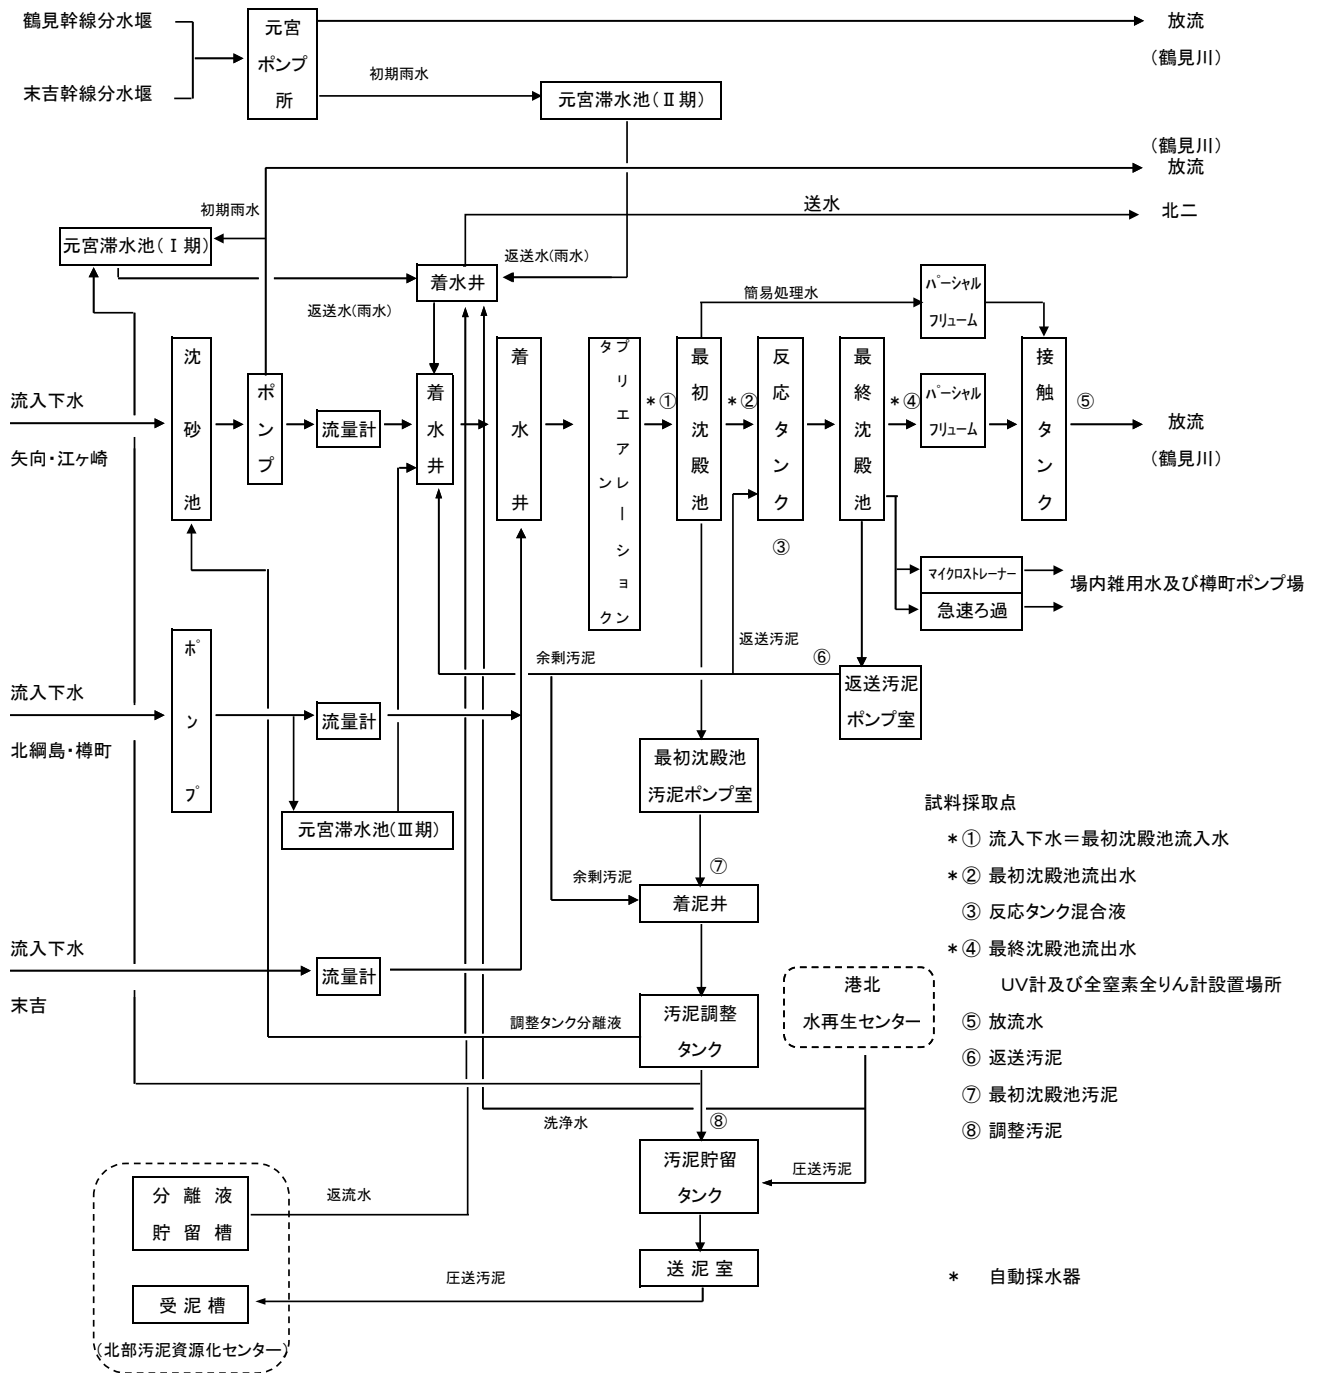 鶴見幹線分水堰
末吉幹線分水堰
元宮
ポンプ
所
初期雨水
元宮滞水池(Ⅱ期)
放流
(鶴見川)
(鶴見川)
放流
送水
北二
初期雨水
元宮滞水池(Ⅰ期)
返送水(雨水)
着水井
返送水(雨水)
簡易処理水
パーシャル
フリューム
流入下水
矢向・江ヶ崎
沈砂池
ポンプ
流量計
着水井
着水井
プリエアレーション
タンク
*①
最初沈殿池
*②
反応タンク
③
最終沈殿池
*④
パーシャル
フリューム
接触タンク
⑤
放流
(鶴見川)
マイクロストレーナー
急速ろ過
場内雑用水及び樽町ポンプ場
返送汚泥
余剰汚泥
⑥
返送汚泥
ポンプ室
流入下水
北綱島・樽町
ポンプ
流量計
元宮滞水池(Ⅲ期)
最初沈殿池
汚泥ポンプ室
⑦
余剰汚泥
着泥井
流入下水
末吉
流量計
調整タンク分離液
汚泥調整
タンク
港北
水再生センター
洗浄水
⑧
汚泥貯留
タンク
圧送汚泥
分離液
貯留槽
返流水
送泥室
圧送汚泥
受泥槽
(北部汚泥資源化センター)
試料採取点
*① 流入下水=最初沈殿池流入水
*② 最初沈殿池流出水
③ 反応タンク混合液
*④ 最終沈殿池流出水
UV計及び全窒素全りん計設置場所
⑤ 放流水
⑥ 返送汚泥
⑦ 最初沈殿池汚泥
⑧ 調整汚泥
* 自動採水器